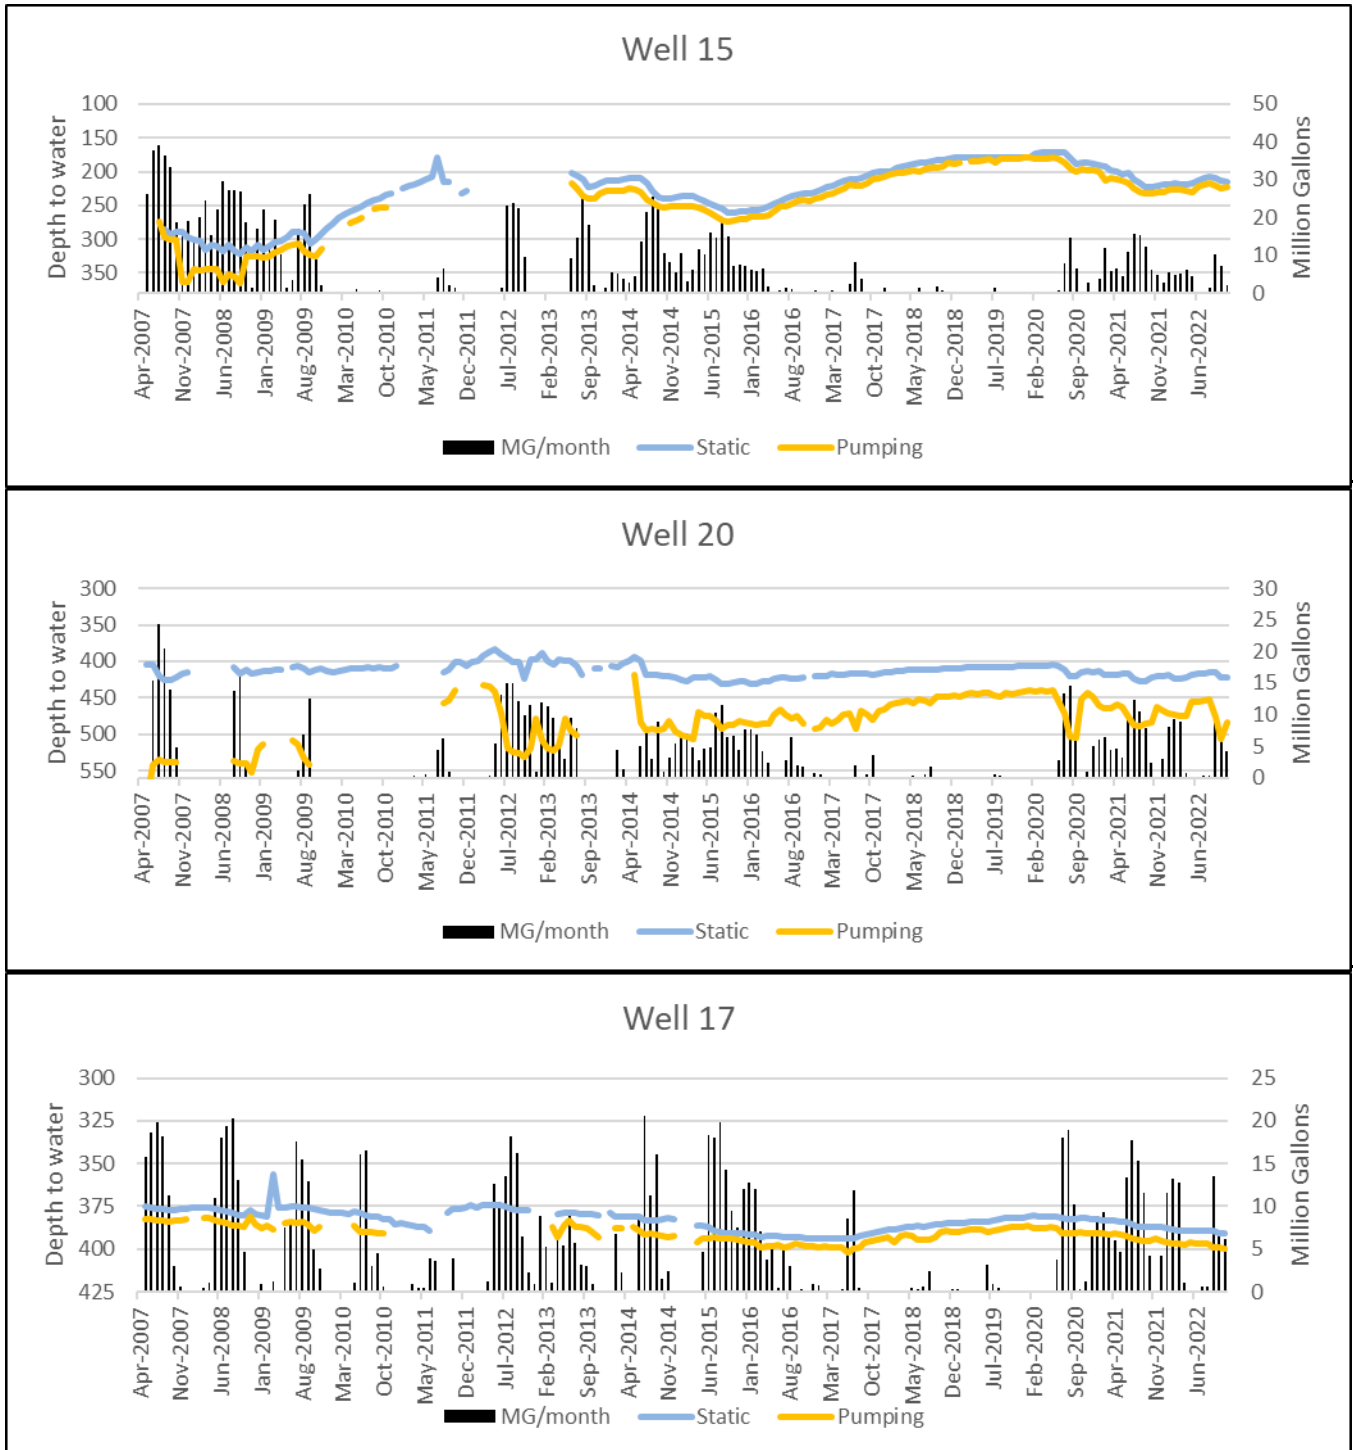 Well 15
100 50
150 40
200 30
250 20
300 10
350 0
Depth to water
Million Gallons
Apr-2007 Nov-2007 Jun-2008 Jan-2009 Aug-2009 Mar-2010 Oct-2010 May-2011 Dec-2011 Jul-2012 Feb-2013 Sep-2013 Apr-2014 Nov-2014 Jun-2015 Jan-2016 Aug-2016 Mar-2017 Oct-2017 May-2018 Dec-2018 Jul-2019 Feb-2020 Sep-2020 Apr-2021 Nov-2021 Jun-2022
MG/month Static Pumping
Well 20
300 30
350 25
400 20
450 15
500 10
550 5
0
Depth to water
Million Gallons
Apr-2007 Nov-2007 Jun-2008 Jan-2009 Aug-2009 Mar-2010 Oct-2010 May-2011 Dec-2011 Jul-2012 Feb-2013 Sep-2013 Apr-2014 Nov-2014 Jun-2015 Jan-2016 Aug-2016 Mar-2017 Oct-2017 May-2018 Dec-2018 Jul-2019 Feb-2020 Sep-2020 Apr-2021 Nov-2021 Jun-2022
MG/month Static Pumping
Well 17
300 25
325 20
350 15
375 10
400 5
425 0
Depth to water
Million Gallons
Apr-2007 Nov-2007 Jun-2008 Jan-2009 Aug-2009 Mar-2010 Oct-2010 May-2011 Dec-2011 Jul-2012 Feb-2013 Sep-2013 Apr-2014 Nov-2014 Jun-2015 Jan-2016 Aug-2016 Mar-2017 Oct-2017 May-2018 Dec-2018 Jul-2019 Feb-2020 Sep-2020 Apr-2021 Nov-2021 Jun-2022
MG/month Static Pumping